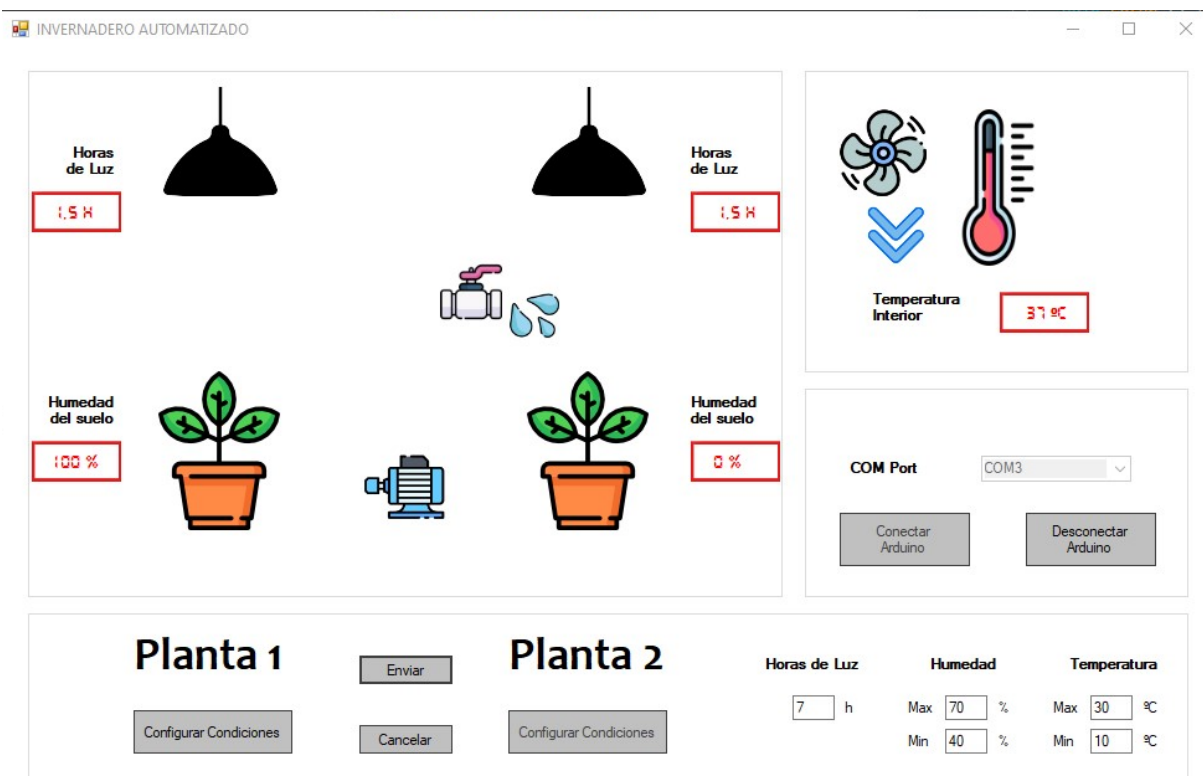 INVERNADERO AUTOMATIZADO
Horas
de Luz
1,5 H
Horas
de Luz
1,5 H
Humedad
del suelo
100 %
Humedad
del suelo
0 %
Temperatura
Interior
37 ºC
COM Port
COM3
Conectar
Arduino
Desconectar
Arduino
Planta 1
Configurar Condiciones
Enviar
Cancelar
Planta 2
Configurar Condiciones
Horas de Luz
7 h
Humedad
Max 70 %
Min 40 %
Temperatura
Max 30 ºC
Min 10 ºC